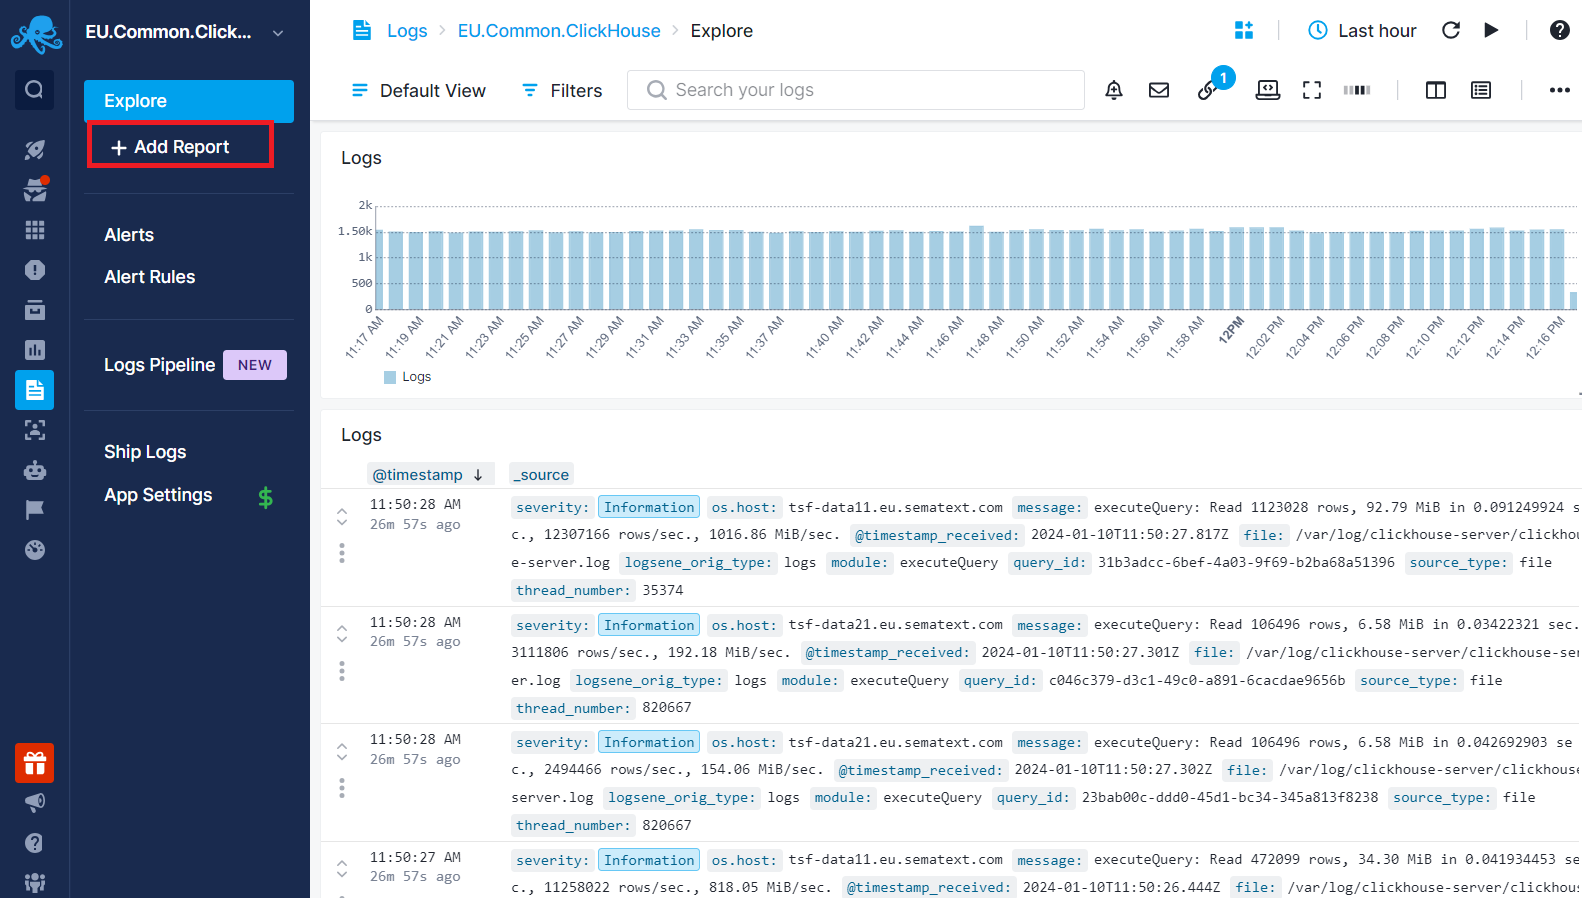 EU.Common.Click...
Logs
EU.Common.ClickHouse
Explore
Last hour
Explore
Default View
Filters
Search your logs
1
+ Add Report
Alerts
Alert Rules
Logs Pipeline NEW
Ship Logs
App Settings $
Logs
2k
1.50k
1k
500
0
11:17 AM 11:19 AM 11:21 AM 11:23 AM 11:25 AM 11:27 AM 11:29 AM 11:31 AM 11:33 AM 11:35 AM 11:37 AM 11:40 AM 11:42 AM 11:44 AM 11:46 AM 11:48 AM 11:50 AM 11:52 AM 11:54 AM 11:56 AM 11:58 AM 12PM 12:02 PM 12:04 PM 12:06 PM 12:08 PM 12:10 PM 12:12 PM 12:14 PM 12:16 PM
Logs
Logs
@timestamp ↓ _source
11:50:28 AM
26m 57s ago
severity: Information os.host: tsf-data11.eu.sematext.com message: executeQuery: Read 1123028 rows, 92.79 MiB in 0.091249924 s
c., 12307166 rows/sec., 1016.86 MiB/sec. @timestamp_received: 2024-01-10T11:50:27.817Z file: /var/log/clickhouse-server/clickhou
e-server.log logsene_orig_type: logs module: executeQuery query_id: 31b3adcc-6bef-4a03-9f69-b2ba68a51396 source_type: file
thread_number: 35374
11:50:28 AM
26m 57s ago
severity: Information os.host: tsf-data21.eu.sematext.com message: executeQuery: Read 106496 rows, 6.58 MiB in 0.03422321 sec.
3111806 rows/sec., 192.18 MiB/sec. @timestamp_received: 2024-01-10T11:50:27.301Z file: /var/log/clickhouse-server/clickhouse-se
er.log logsene_orig_type: logs module: executeQuery query_id: c046c379-d3c1-49c0-a891-6cacdae9656b source_type: file
thread_number: 820667
11:50:28 AM
26m 57s ago
severity: Information os.host: tsf-data21.eu.sematext.com message: executeQuery: Read 106496 rows, 6.58 MiB in 0.042692903 se
c., 2494466 rows/sec., 154.06 MiB/sec. @timestamp_received: 2024-01-10T11:50:27.302Z file: /var/log/clickhouse-server/clickhouse
server.log logsene_orig_type: logs module: executeQuery query_id: 23bab00c-ddd0-45d1-bc34-345a813f8238 source_type: file
thread_number: 820667
11:50:27 AM
26m 57s ago
severity: Information os.host: tsf-data11.eu.sematext.com message: executeQuery: Read 472099 rows, 34.30 MiB in 0.041934453 se
c., 11258022 rows/sec., 818.05 MiB/sec. @timestamp_received: 2024-01-10T11:50:26.444Z file: /var/log/clickhouse-server/clickhous